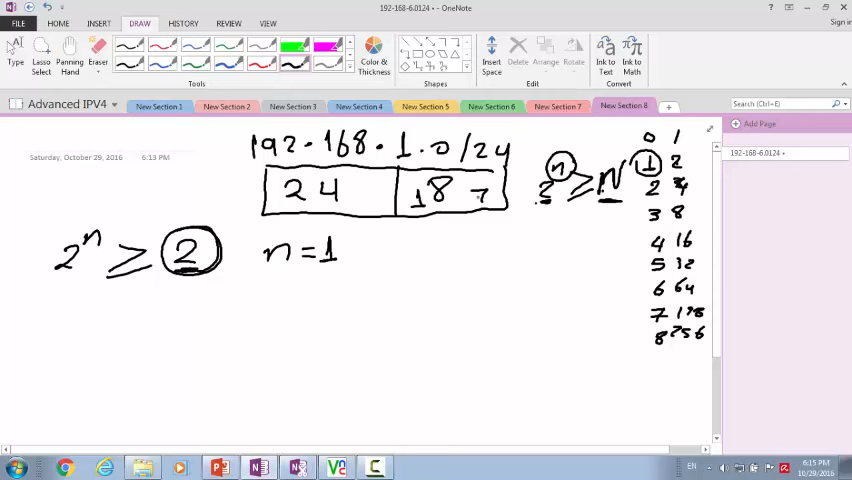 192-168-6.0124 - OneNote
FILE HOME INSERT DRAW HISTORY REVIEW VIEW
Sign in
Type Lasso Select Panning Hand Eraser Color & Thickness Insert Space Delete Arrange Rotate Ink to Text Ink to Math
Tools Shapes Edit Convert
Advanced IPV4 New Section 1 New Section 2 New Section 3 New Section 4 New Section 5 New Section 6 New Section 7 New Section 8 Search (Ctrl+E)
Add Page
192-168-6.0124
Saturday, October 29, 2016 6:13 PM
192.168.1.0/24
24 1 8 7
2^n ≥ N
2^n ≥ 2 n = 1
0 1
1 2
2 4
3 8
4 16
5 32
6 64
7 128
8 256
EN 6:15 PM
10/29/2016